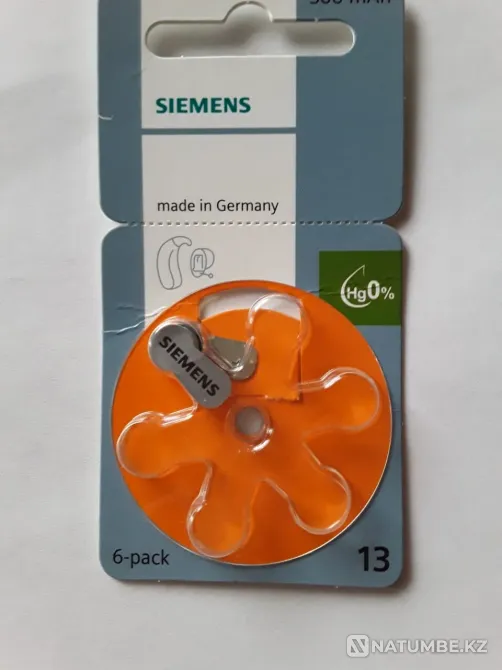 SIEMENS
made in Germany
Hg0%
SIEMENS
6-pack
13
NATUMBE.KZ